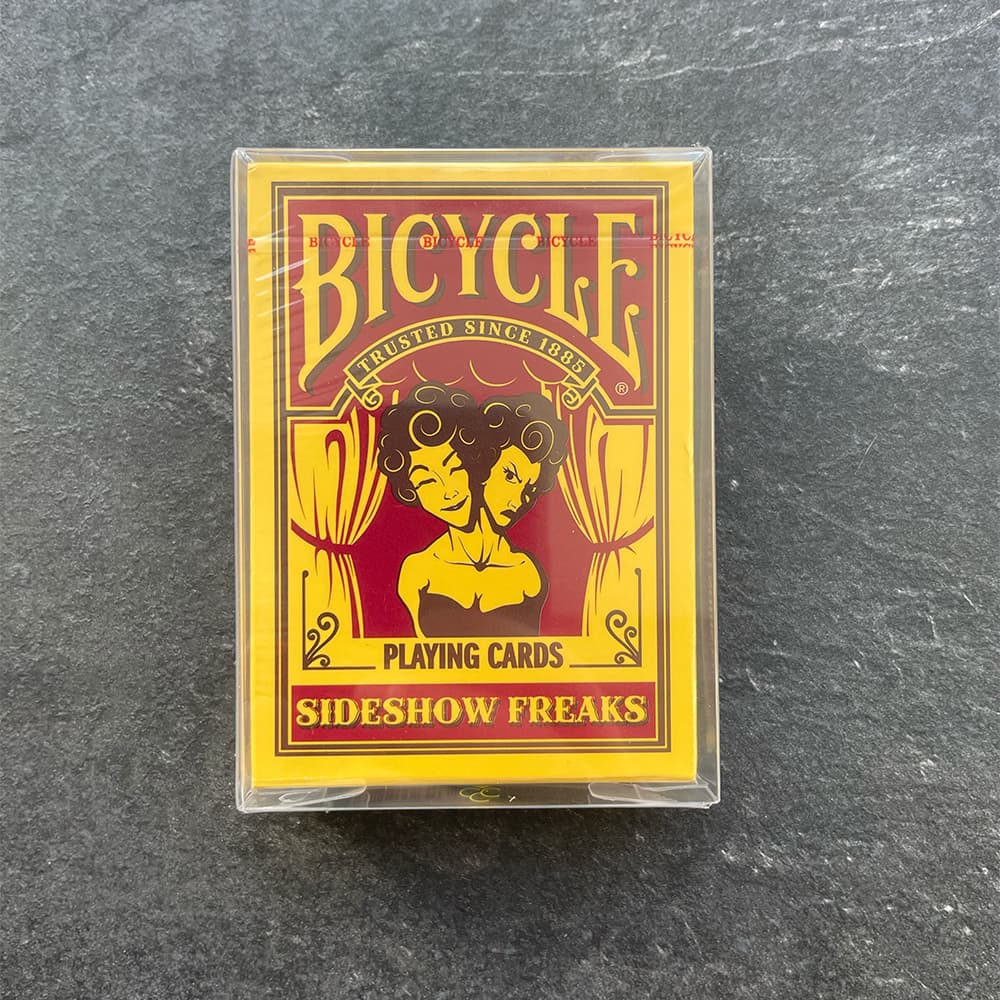 BICYCLE
BICYCLE BICYCLE BICYCLE
TRUSTED SINCE 1885
®
PLAYING CARDS
SIDESHOW FREAKS